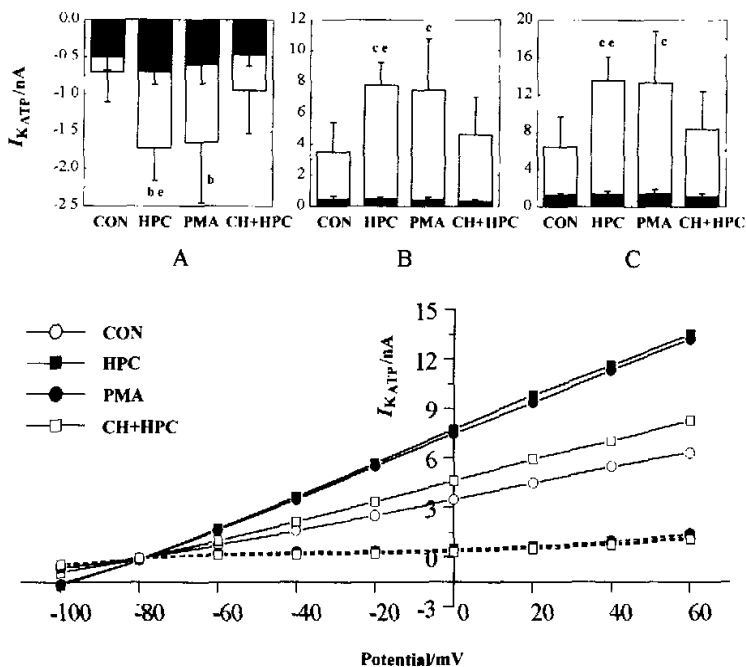 I_KATP/nA
-0.0
-0.5
-1.0
-1.5
-2.0
-2.5
b e
b
CON HPC PMA CH+HPC
A
12
10
8
6
4
2
0
c e
c
CON HPC PMA CH+HPC
B
20
16
12
8
4
0
c e
c
CON HPC PMA CH+HPC
C
CON
HPC
PMA
CH+HPC
I_KATP/nA
15
12
9
6
3
0
-3
-100 -80 -60 -40 -20 0 20 40 60
Potential/mV